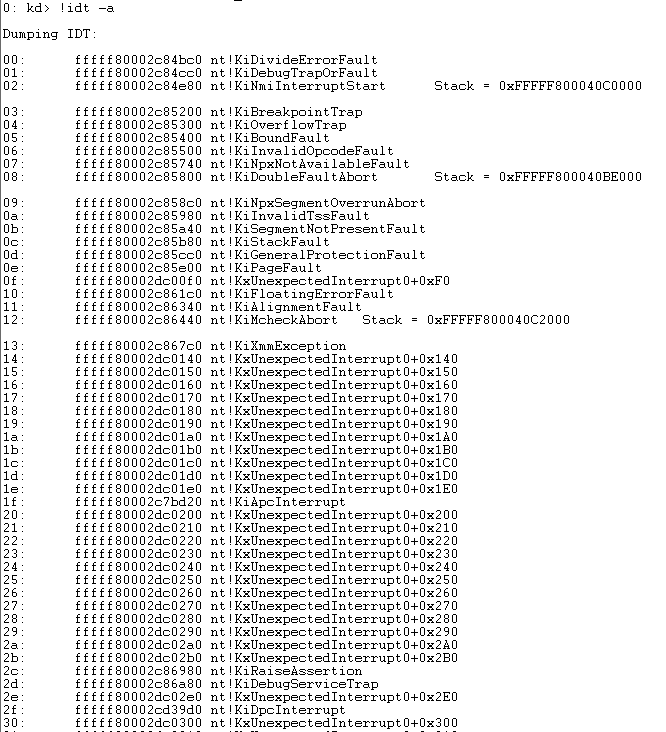 0: kd> !idt -a
Dumping IDT:
00: fffff80002c84bc0 nt!KiDivideErrorFault
01: fffff80002c84cc0 nt!KiDebugTrapOrFault
02: fffff80002c84e80 nt!KiNmiInterruptStart Stack = 0xFFFFF800040C0000
03: fffff80002c85200 nt!KiBreakpointTrap
04: fffff80002c85300 nt!KiOverflowTrap
05: fffff80002c85400 nt!KiBoundFault
06: fffff80002c85500 nt!KiInvalidOpcodeFault
07: fffff80002c85740 nt!KiNpxNotAvailableFault
08: fffff80002c85800 nt!KiDoubleFaultAbort Stack = 0xFFFFF800040BE000
09: fffff80002c858c0 nt!KiNpxSegmentOverrunAbort
0a: fffff80002c85980 nt!KiInvalidTssFault
0b: fffff80002c85a40 nt!KiSegmentNotPresentFault
0c: fffff80002c85b80 nt!KiStackFault
0d: fffff80002c85cc0 nt!KiGeneralProtectionFault
0e: fffff80002c85e00 nt!KiPageFault
0f: fffff80002dc00f0 nt!KxUnexpectedInterrupt0+0xF0
10: fffff80002c861c0 nt!KiFloatingErrorFault
11: fffff80002c86340 nt!KiAlignmentFault
12: fffff80002c86440 nt!KiMcheckAbort Stack = 0xFFFFF800040C2000
13: fffff80002c867c0 nt!KiXmmException
14: fffff80002dc0140 nt!KxUnexpectedInterrupt0+0x140
15: fffff80002dc0150 nt!KxUnexpectedInterrupt0+0x150
16: fffff80002dc0160 nt!KxUnexpectedInterrupt0+0x160
17: fffff80002dc0170 nt!KxUnexpectedInterrupt0+0x170
18: fffff80002dc0180 nt!KxUnexpectedInterrupt0+0x180
19: fffff80002dc0190 nt!KxUnexpectedInterrupt0+0x190
1a: fffff80002dc01a0 nt!KxUnexpectedInterrupt0+0x1A0
1b: fffff80002dc01b0 nt!KxUnexpectedInterrupt0+0x1B0
1c: fffff80002dc01c0 nt!KxUnexpectedInterrupt0+0x1C0
1d: fffff80002dc01d0 nt!KxUnexpectedInterrupt0+0x1D0
1e: fffff80002dc01e0 nt!KxUnexpectedInterrupt0+0x1E0
1f: fffff80002c7bd20 nt!KiApcInterrupt
20: fffff80002dc0200 nt!KxUnexpectedInterrupt0+0x200
21: fffff80002dc0210 nt!KxUnexpectedInterrupt0+0x210
22: fffff80002dc0220 nt!KxUnexpectedInterrupt0+0x220
23: fffff80002dc0230 nt!KxUnexpectedInterrupt0+0x230
24: fffff80002dc0240 nt!KxUnexpectedInterrupt0+0x240
25: fffff80002dc0250 nt!KxUnexpectedInterrupt0+0x250
26: fffff80002dc0260 nt!KxUnexpectedInterrupt0+0x260
27: fffff80002dc0270 nt!KxUnexpectedInterrupt0+0x270
28: fffff80002dc0280 nt!KxUnexpectedInterrupt0+0x280
29: fffff80002dc0290 nt!KxUnexpectedInterrupt0+0x290
2a: fffff80002dc02a0 nt!KxUnexpectedInterrupt0+0x2A0
2b: fffff80002dc02b0 nt!KxUnexpectedInterrupt0+0x2B0
2c: fffff80002c86980 nt!KiRaiseAssertion
2d: fffff80002c86a80 nt!KiDebugServiceTrap
2e: fffff80002dc02e0 nt!KxUnexpectedInterrupt0+0x2E0
2f: fffff80002cd39d0 nt!KiDpcInterrupt
30: fffff80002dc0300 nt!KxUnexpectedInterrupt0+0x300